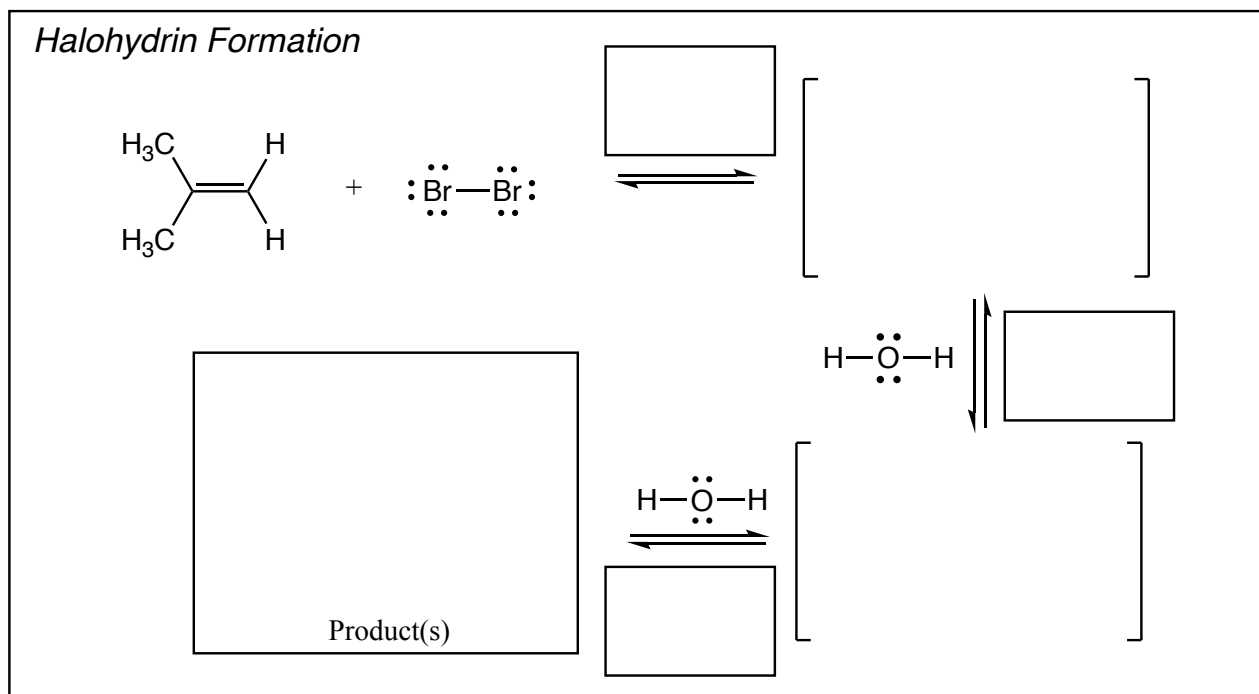 Halohydrin Formation
H₃C H
+ Br Br
H₃C H
H O H
H O H
Product(s)